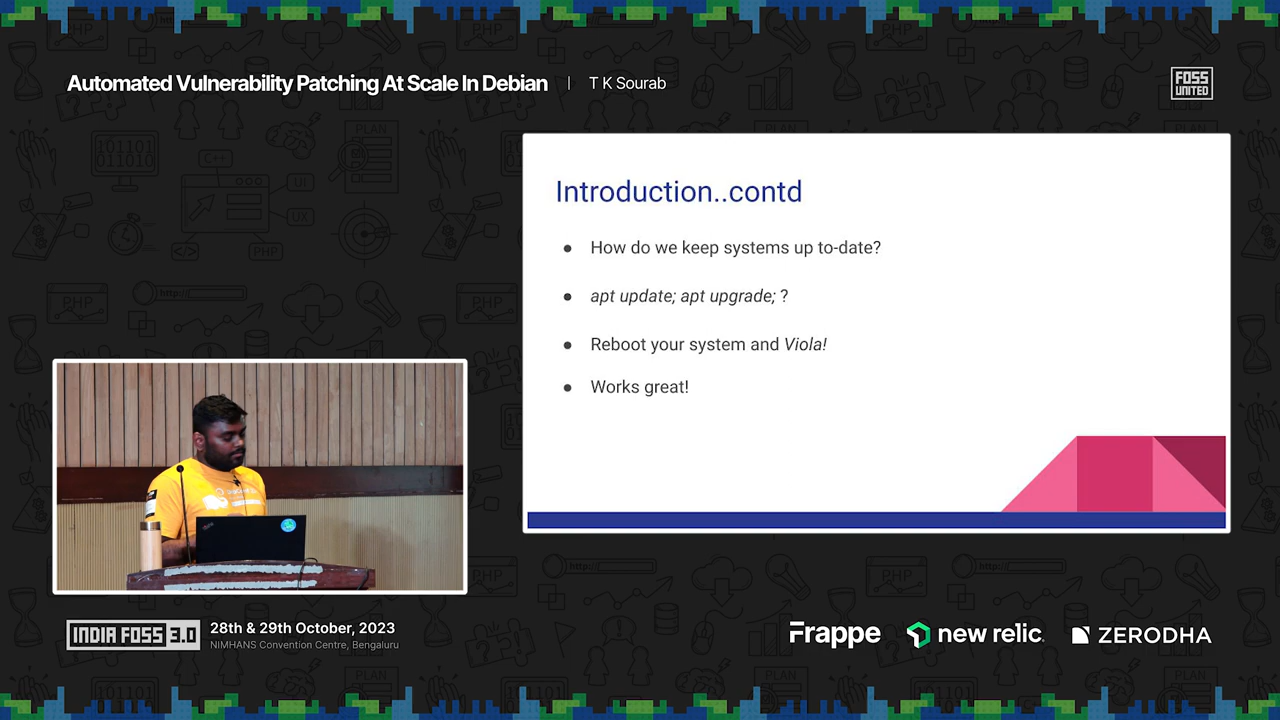 Automated Vulnerability Patching At Scale In Debian | T K Sourab
FOSS
UNITED
Introduction..contd
• How do we keep systems up to-date?
• apt update; apt upgrade; ?
• Reboot your system and Viola!
• Works great!
INDIA FOSS 3.0
28th & 29th October, 2023
NIMHANS Convention Centre, Bengaluru
Frappe
new relic
ZERODHA